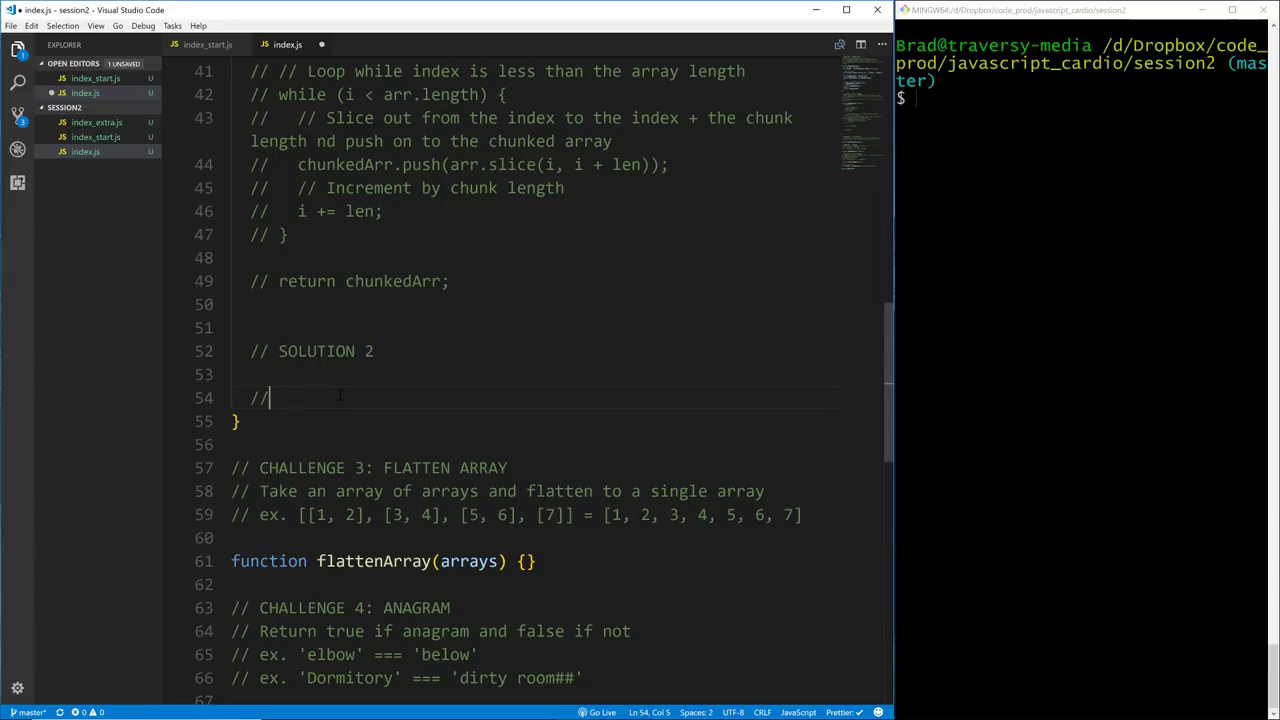 index.js - session2 - Visual Studio Code
File Edit Selection View Go Debug Tasks Help
EXPLORER
OPEN EDITORS 1 UNSAVED
index_start.js U
index.js U
SESSION2
index_extra.js U
index_start.js U
index.js U
1
3
index_start.js
index.js
41 // // Loop while index is less than the array length
42 // while (i < arr.length) {
43 // // Slice out from the index to the index + the chunk
length nd push on to the chunked array
44 // chunkedArr.push(arr.slice(i, i + len));
45 // // Increment by chunk length
46 // i += len;
47 // }
48
49 // return chunkedArr;
50
51
52 // SOLUTION 2
53
54 //
55 }
56
57 // CHALLENGE 3: FLATTEN ARRAY
58 // Take an array of arrays and flatten to a single array
59 // ex. [[1, 2], [3, 4], [5, 6], [7]] = [1, 2, 3, 4, 5, 6, 7]
60
61 function flattenArray(arrays) {}
62
63 // CHALLENGE 4: ANAGRAM
64 // Return true if anagram and false if not
65 // ex. 'elbow' === 'below'
66 // ex. 'Dormitory' === 'dirty room##'
67
master* 0 0 Go Live Ln 54, Col 5 Spaces: 2 UTF-8 CRLF JavaScript Prettier: ✓
MINGW64:/d/Dropbox/code_prod/javascript_cardio/session2
Brad@traversy-media /d/Dropbox/code_
prod/javascript_cardio/session2 (mas
ter)
$